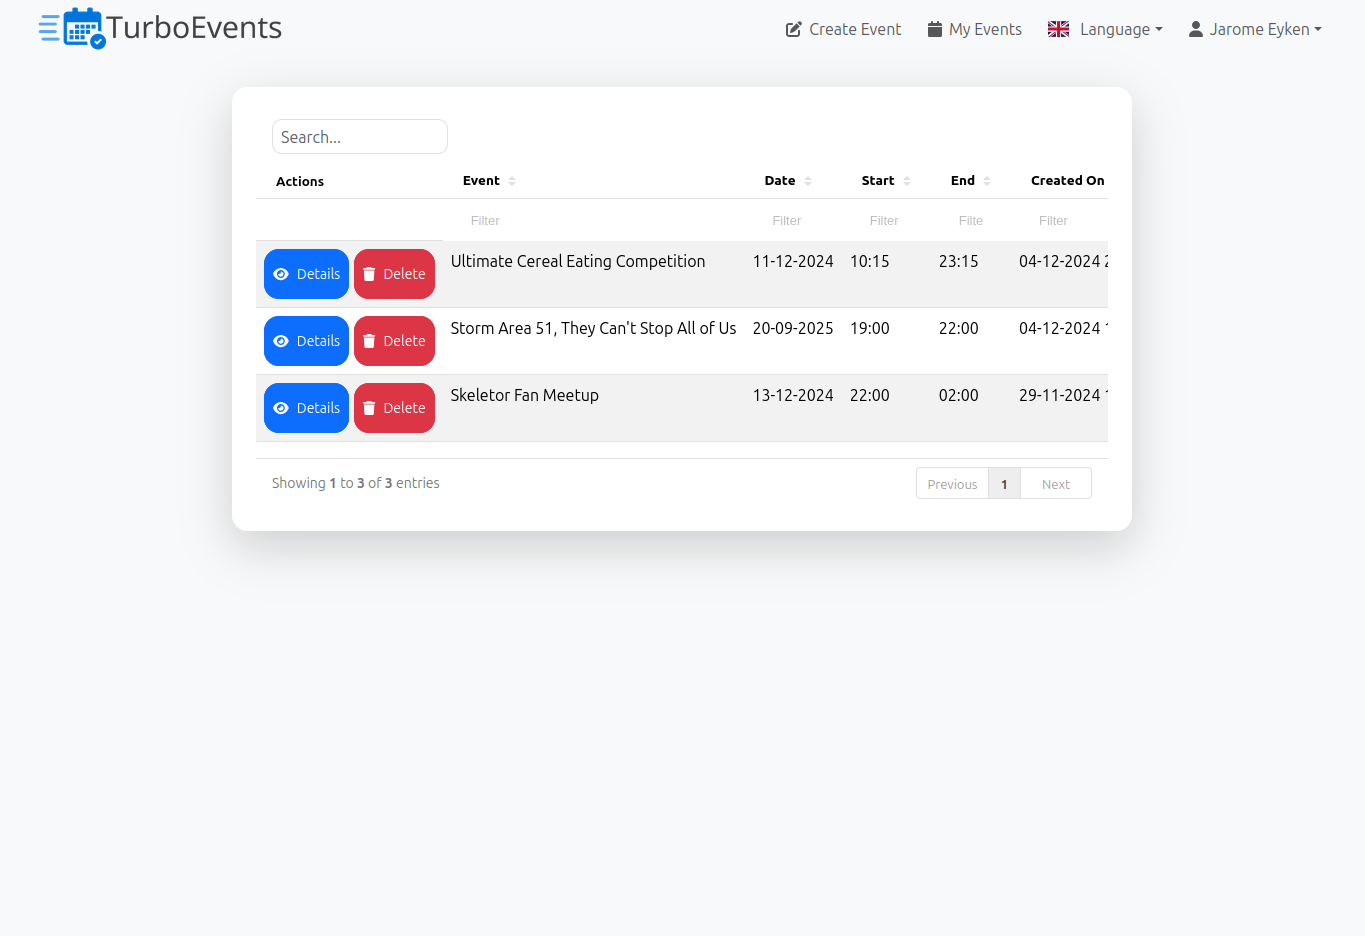 TurboEvents
Create Event My Events Language Jarome Eyken
Search...
Actions Event Date Start End Created On
Filter Filter Filter Filter Filter
Details Delete Ultimate Cereal Eating Competition 11-12-2024 10:15 23:15 04-12-2024
Details Delete Storm Area 51, They Can't Stop All of Us 20-09-2025 19:00 22:00 04-12-2024
Details Delete Skeletor Fan Meetup 13-12-2024 22:00 02:00 29-11-2024
Showing 1 to 3 of 3 entries Previous 1 Next